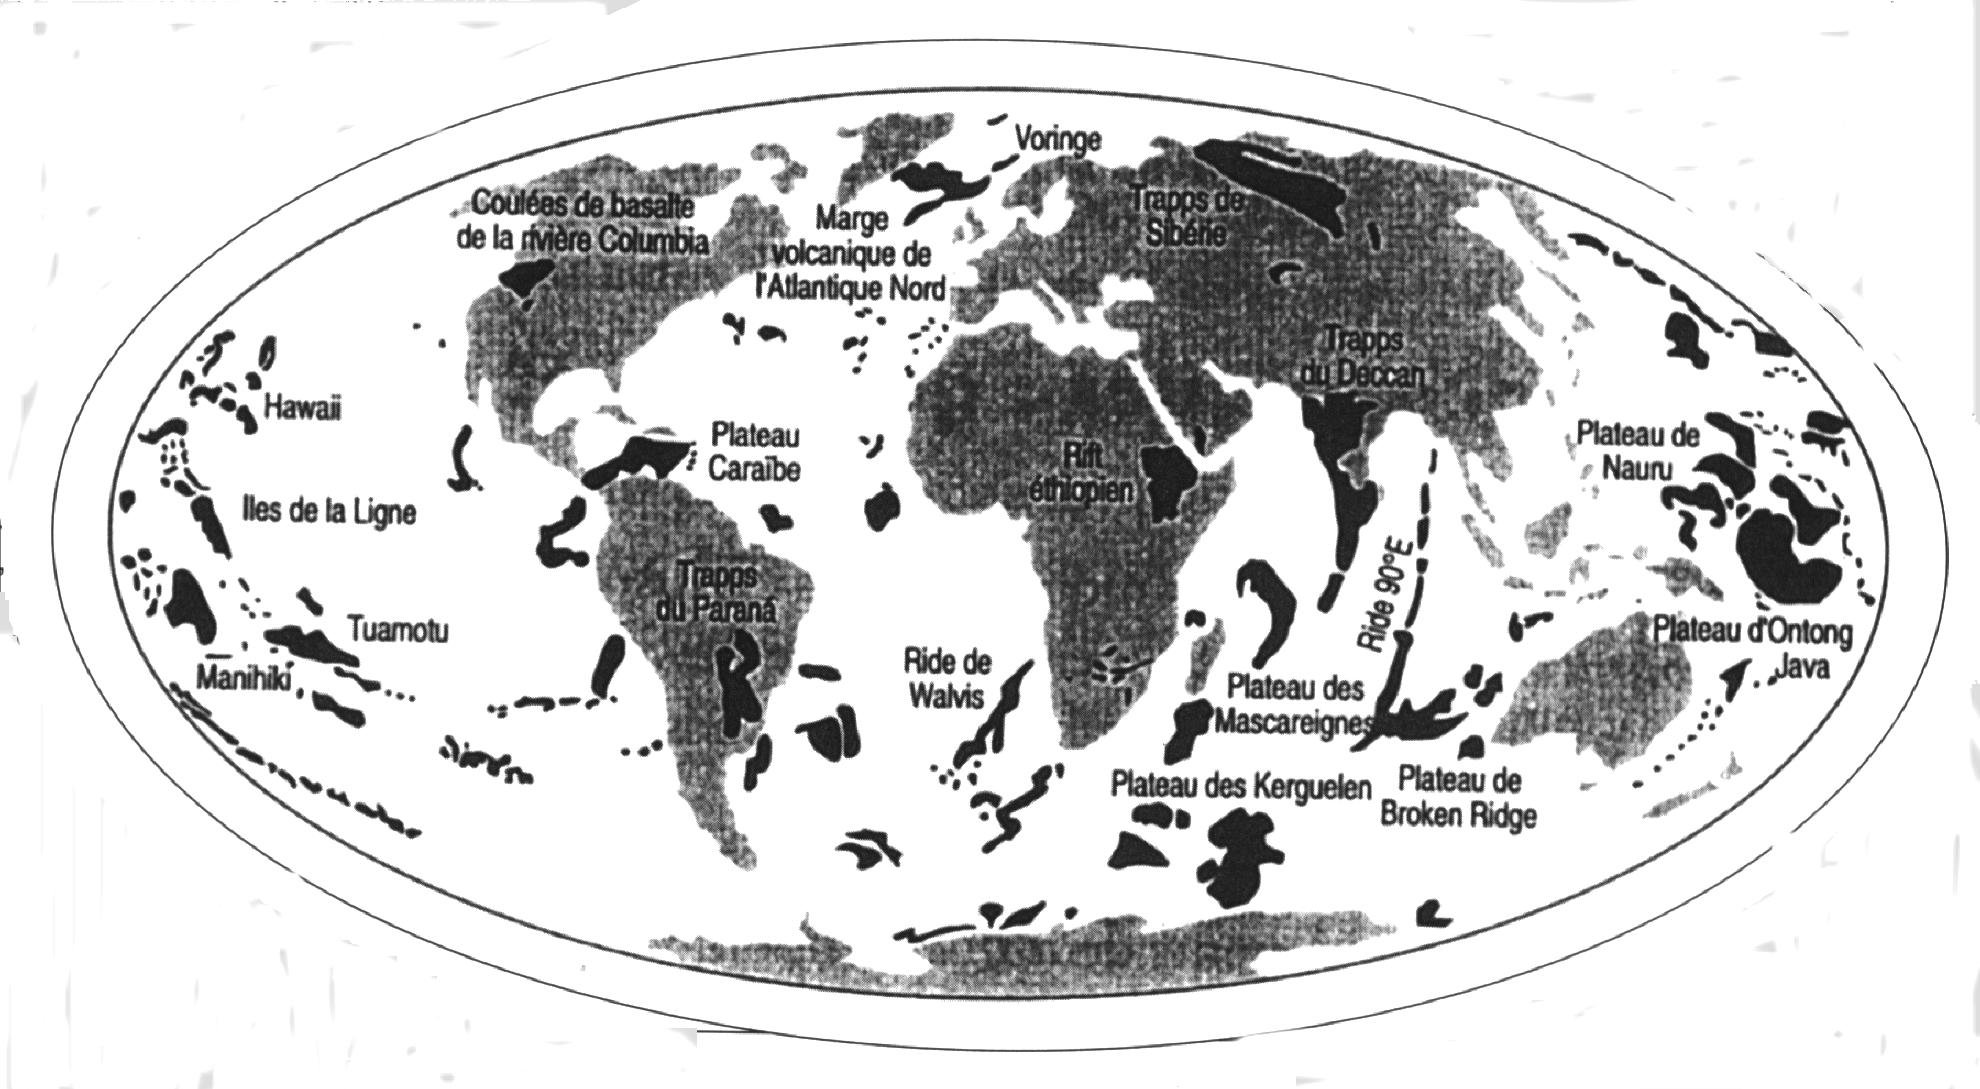 Voringe
Coulées de basalte
de la rivière Columbia
Marge
volcanique de
l'Atlantique Nord
Trapps de
Sibérie
Trapps
du Deccan
Hawaii
Plateau
Caraïbe
Rift
éthiopien
Plateau de
Nauru
Iles de la Ligne
Ride 90°E
Trapps
du Paraná
Tuamotu
Manihiki
Ride de
Walvis
Plateau d'Ontong
Java
Plateau des
Mascareignes
Plateau des Kerguelen
Plateau de
Broken Ridge